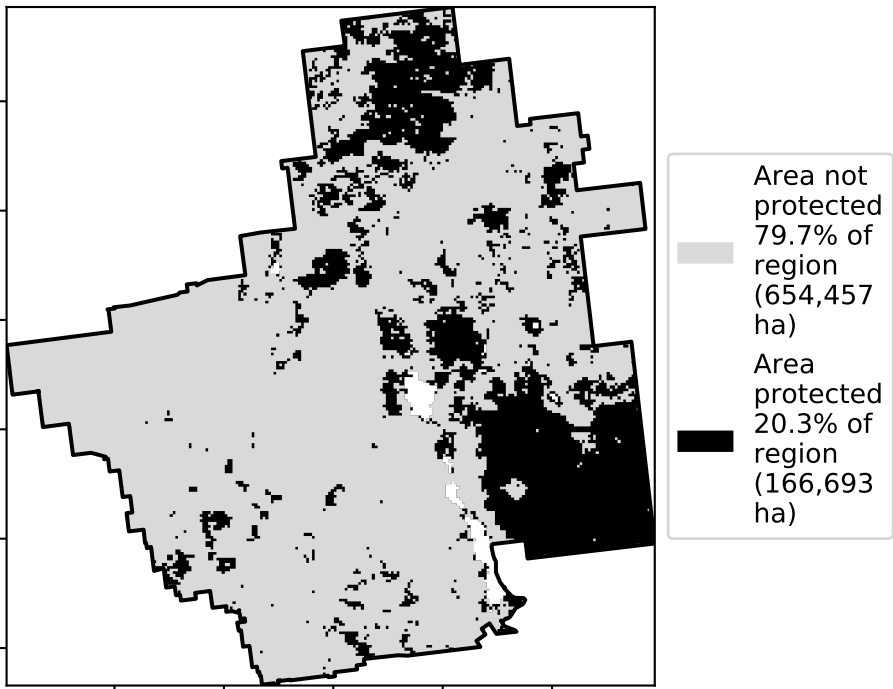 Area not
protected
79.7% of
region
(654,457
ha)
Area
protected
20.3% of
region
(166,693
ha)